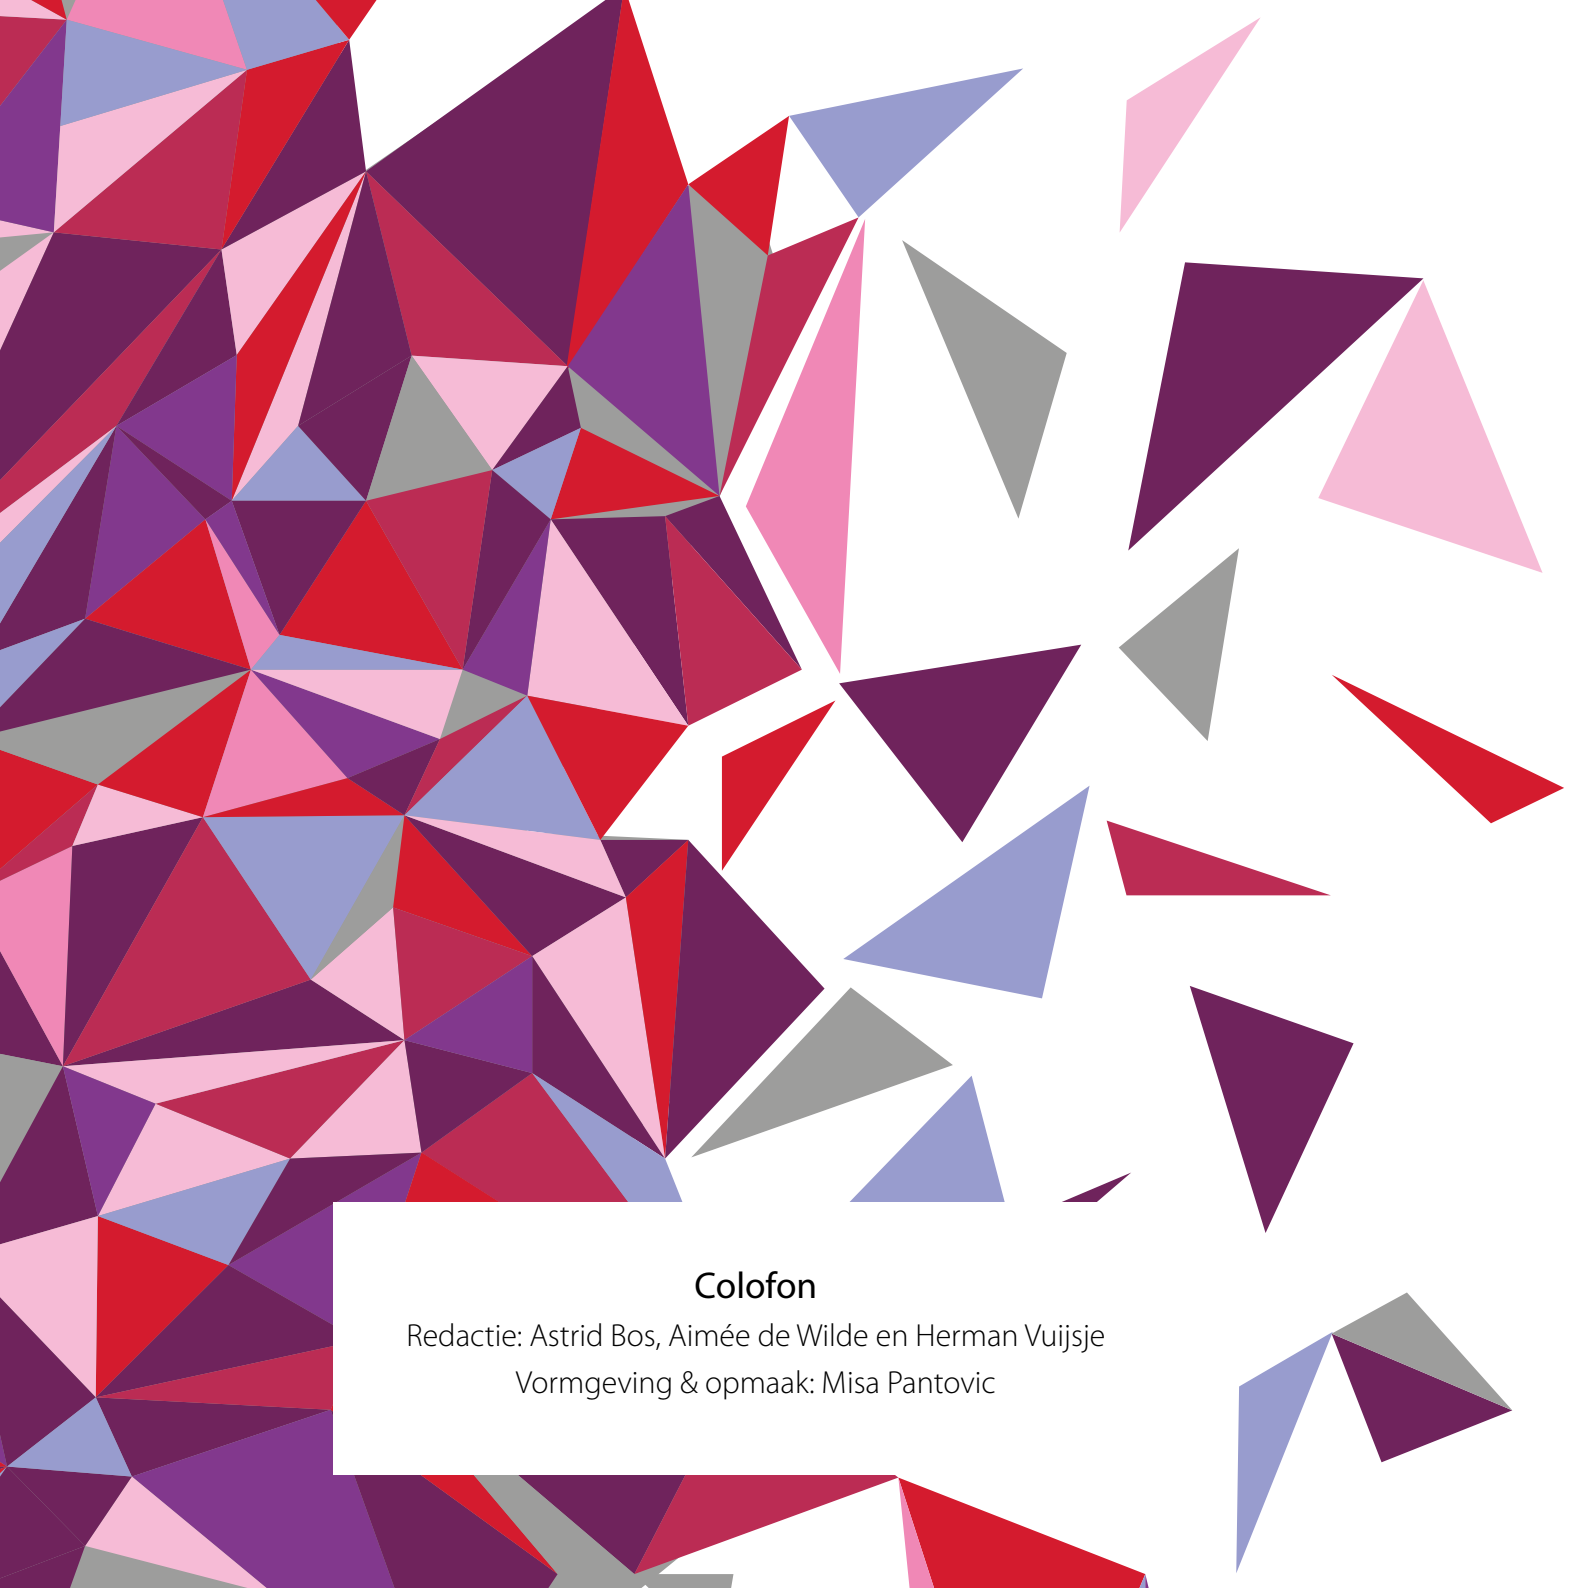 Colofon
Redactie: Astrid Bos, Aimée de Wilde en Herman Vuijsje
Vormgeving & opmaak: Misa Pantovic